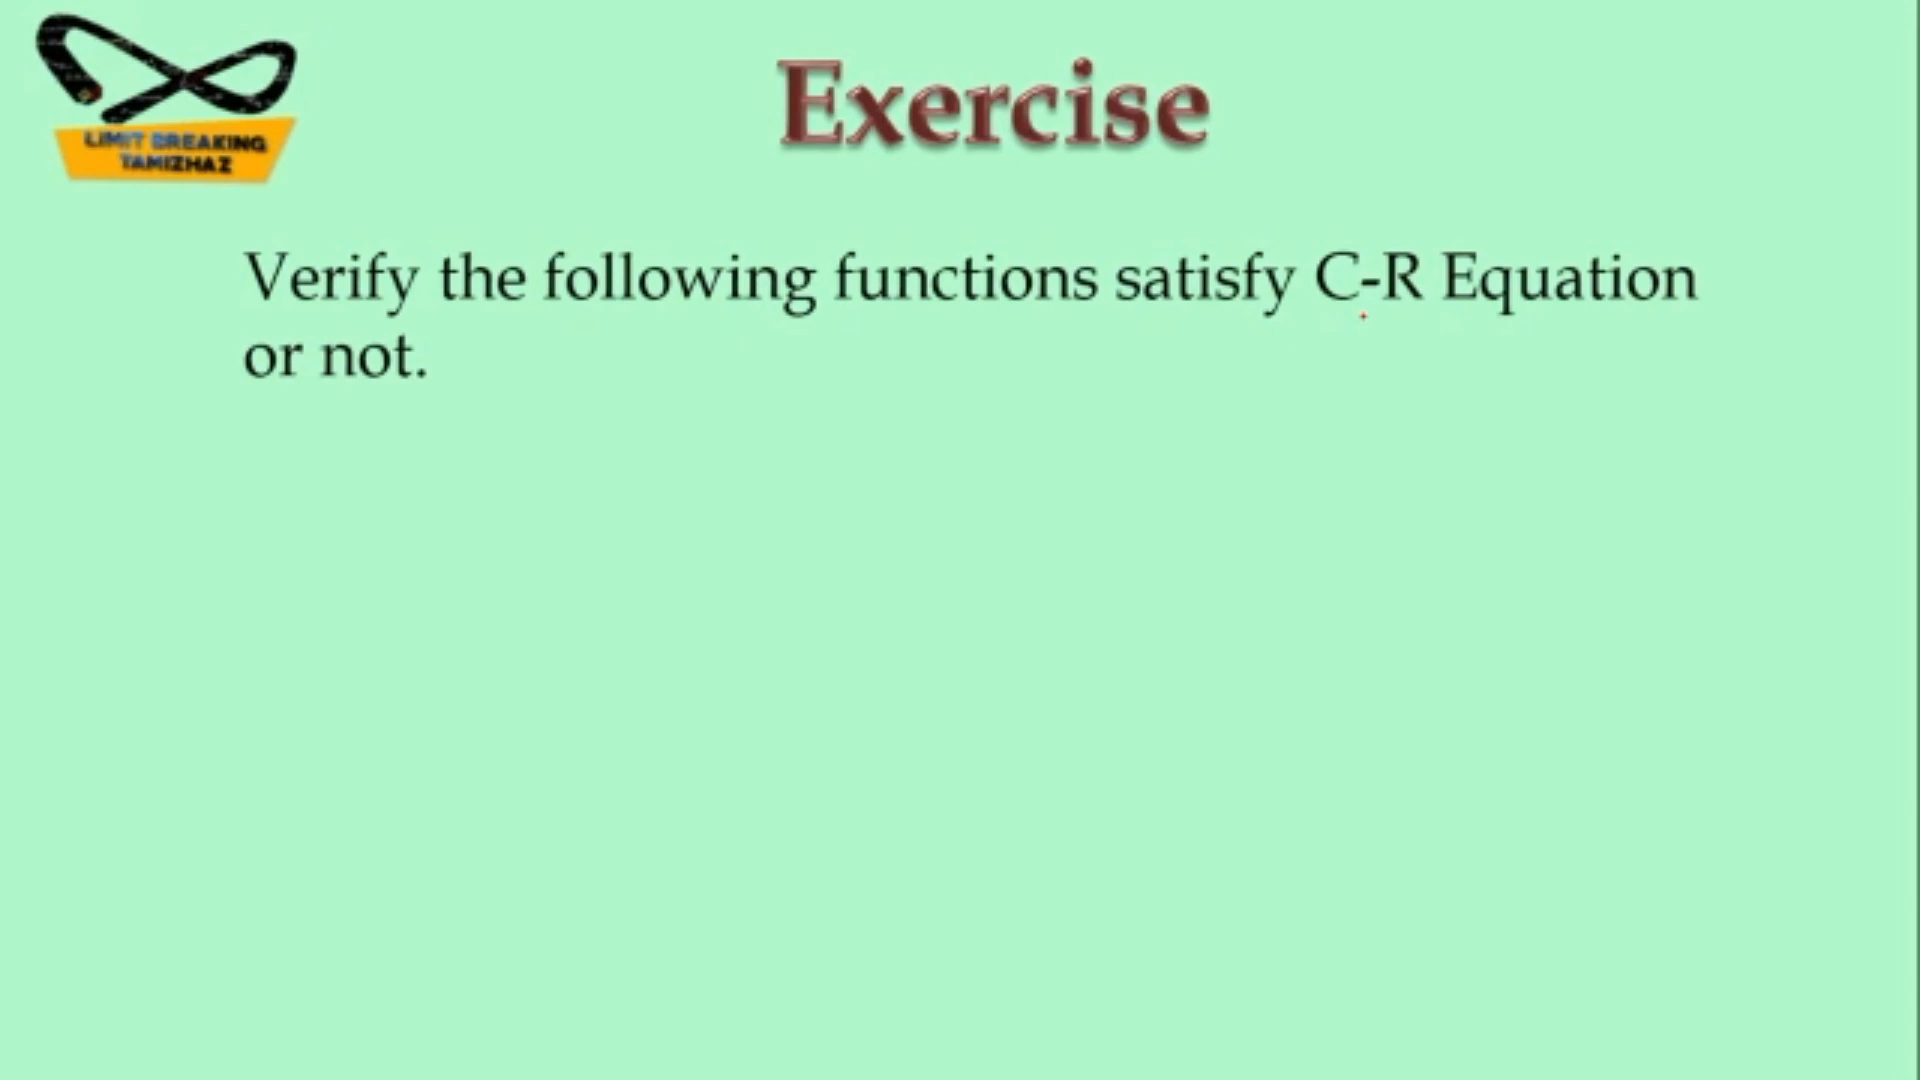 LIMIT BREAKING
TAMIZHAZ
Exercise
Verify the following functions satisfy C-R Equation
or not.